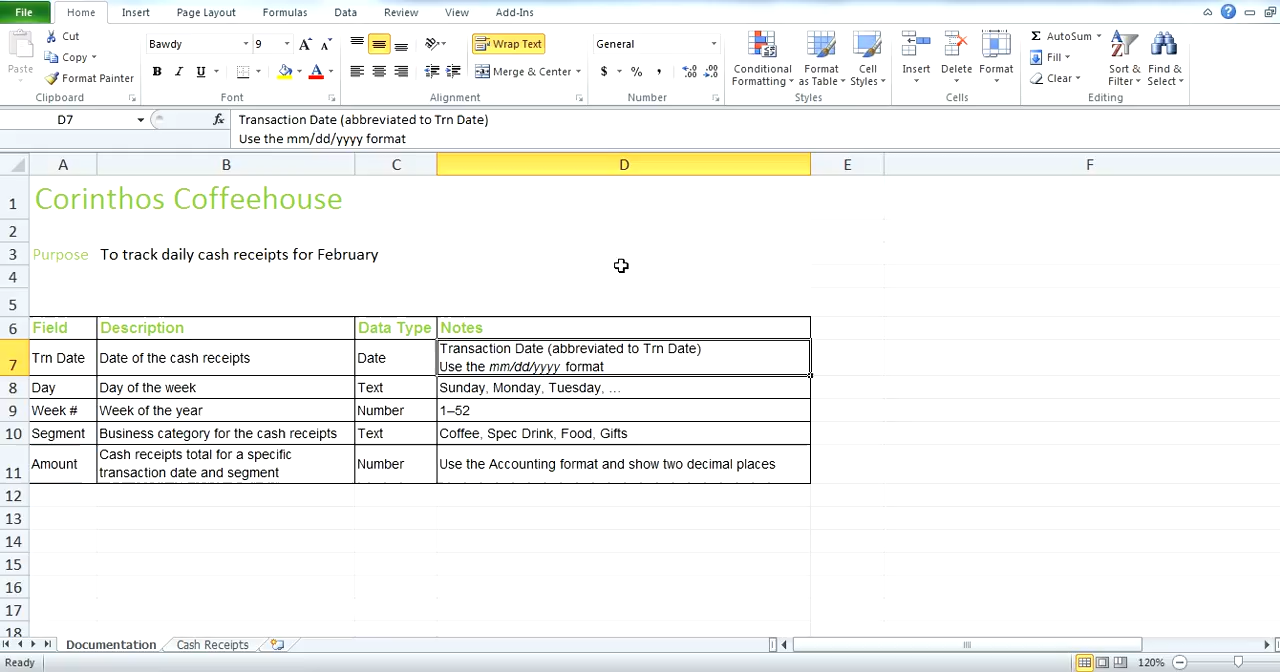 File Home Insert Page Layout Formulas Data Review View Add-Ins
Paste
Cut
Copy
Format Painter
Clipboard
Bawdy 9 A A
B I U A
Font
Wrap Text
Merge & Center
Alignment
General
$ % , .00 .00
Number
Conditional Formatting
Format as Table
Cell Styles
Styles
Insert Delete Format
Cells
Σ AutoSum
Fill
Clear
Sort & Filter
Find & Select
Editing
D7 fx Transaction Date (abbreviated to Trn Date)
Use the mm/dd/yyyy format
A B C D E F
1 Corinthos Coffeehouse
2
3 Purpose To track daily cash receipts for February
4
5
6 Field Description Data Type Notes
7 Trn Date Date of the cash receipts Date Transaction Date (abbreviated to Trn Date)
Use the mm/dd/yyyy format
8 Day Day of the week Text Sunday, Monday, Tuesday, …
9 Week # Week of the year Number 1–52
10 Segment Business category for the cash receipts Text Coffee, Spec Drink, Food, Gifts
11 Amount Cash receipts total for a specific
transaction date and segment Number Use the Accounting format and show two decimal places
12
13
14
15
16
17
18
Documentation Cash Receipts
Ready 120%